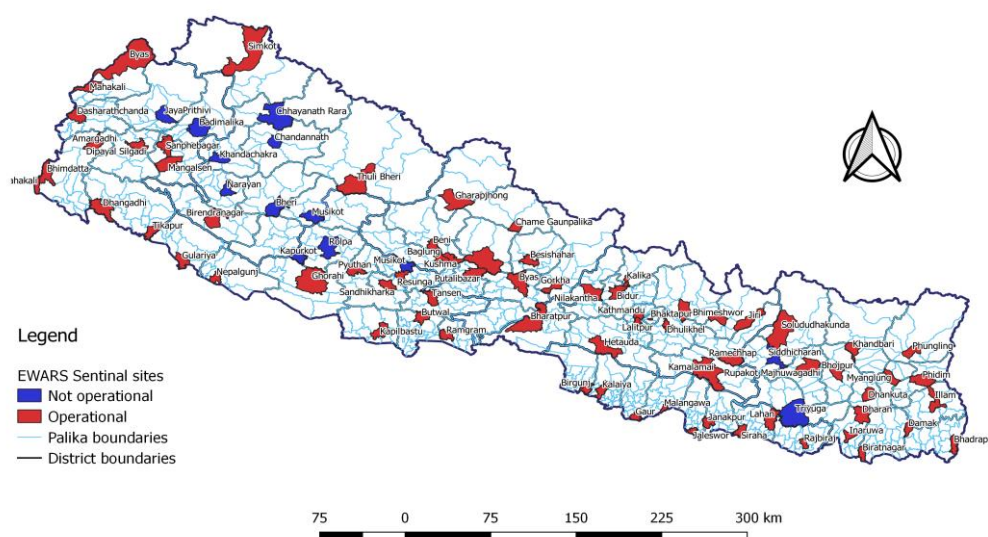 Simkot
Byas
Mahakali
Dasharathchanda
JayaPrithivi
Chhayanath Rara
Badimalika
Amargadhi
Sanphebagar
Chandannath
Dipayal Silgadi
Khandachakra
Mangalsen
Bhimdatta
ahakali
Thuli Bheri
Narayan
Gharapjhong
Dhangadhi
Bheri
Birendranagar
Musikot
Chame Gaunpalika
Tikapur
Rolpa
Beni
Kapurkot
Baglung
Besishahar
Gulariya
Pyuthan
Musikot
Kushmas
Nepalgunj
Ghorahi
Resunga
Putalibazar
Byas
Gorkha
Kalika
Sandhikharka
Tansen
Nilakantha
Bidur
Butwal
Bharatpur
Kathmandu
Bhaktapur
Bhimeshwor
Jiri
Kapilbastu
Ramgram
Lalitpur
Dhulikhel
Solududhakunda
Hetauda
Siddhicharan
Khandbari
Phungling
Ramechhap
Kamalamai
Rupakot
Majhuwagadhi
Bhojpur
Myanglung
Phidim
Birgunj
Kalaiya
Dhankuta
Illam
Malangawa
Triyuga
Dharan
Gaur
Janakpur
Lahan
Damak
Jaleswor
Siraha
Rajbiraj
Inaruwa
Biratnagar
Bhadrap
Legend
EWARS Sentinal sites
Not operational
Operational
Palika boundaries
District boundaries
75 0 75 150 225 300 km